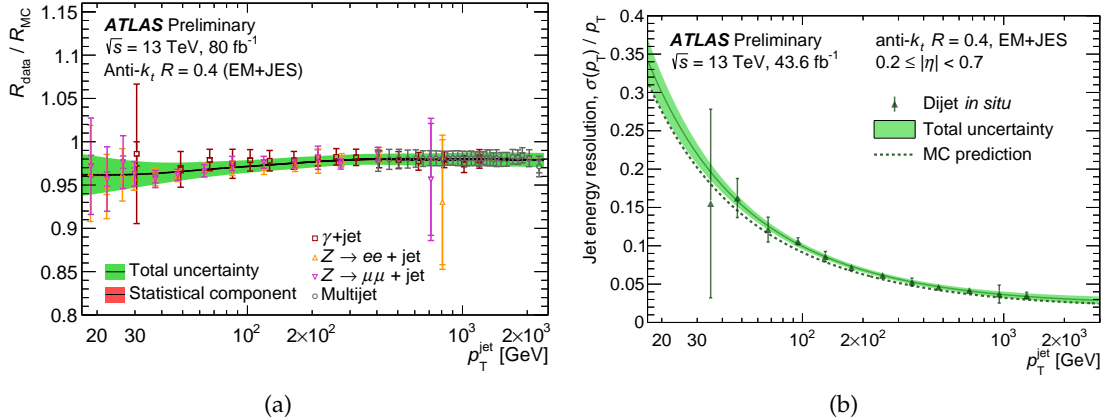 ATLAS Preliminary
√s = 13 TeV, 80 fb⁻¹
Anti-kₜ R = 0.4 (EM+JES)
R_data / R_MC
1.15
1.1
1.05
1
0.95
0.9
0.85
0.8
γ+jet
Z → ee + jet
Z → μμ + jet
Multijet
Total uncertainty
Statistical component
20 30 10² 2×10² 10³ 2×10³
p_T^jet [GeV]
(a)
ATLAS Preliminary
√s = 13 TeV, 43.6 fb⁻¹
anti-kₜ R = 0.4, EM+JES
0.2 ≤ |η| < 0.7
Dijet in situ
Total uncertainty
MC prediction
Jet energy resolution, σ(p_T) / p_T
0.4
0.35
0.3
0.25
0.2
0.15
0.1
0.05
0
20 30 10² 2×10² 10³ 2×10³
p_T^jet [GeV]
(b)